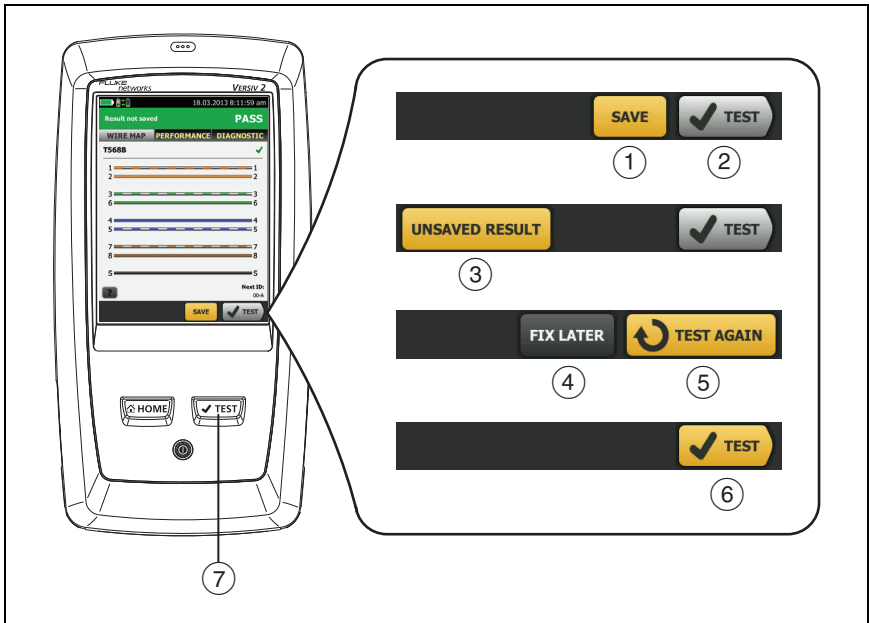 FLUKE
networks
VERSIV 2
18.03.2013 8:11:59 am
Result not saved
PASS
WIRE MAP PERFORMANCE DIAGNOSTIC
T568B
1 1
2 2
3 3
6 6
4 4
5 5
7 7
8 8
S S
?
Next ID:
00-A
SAVE TEST
HOME TEST
7
SAVE TEST
1 2
UNSAVED RESULT TEST
3
FIX LATER TEST AGAIN
4 5
TEST
6